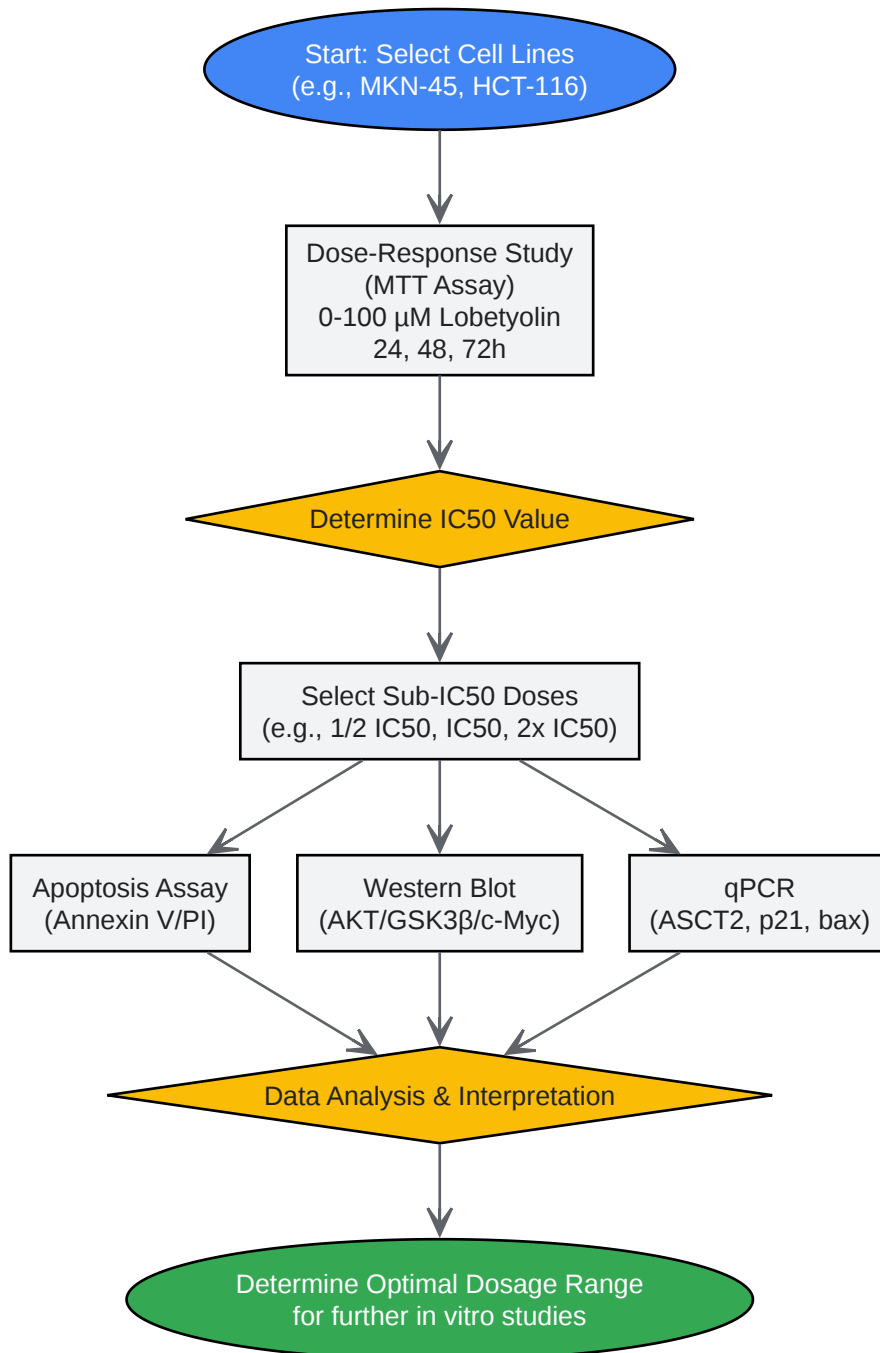 Start: Select Cell Lines
(e.g., MKN-45, HCT-116)
Dose-Response Study
(MTT Assay)
0-100 µM Lobetyolin
24, 48, 72h
Determine IC50 Value
Select Sub-IC50 Doses
(e.g., 1/2 IC50, IC50, 2x IC50)
Apoptosis Assay
(Annexin V/PI)
Western Blot
(AKT/GSK3β/c-Myc)
qPCR
(ASCT2, p21, bax)
Data Analysis & Interpretation
Determine Optimal Dosage Range
for further in vitro studies